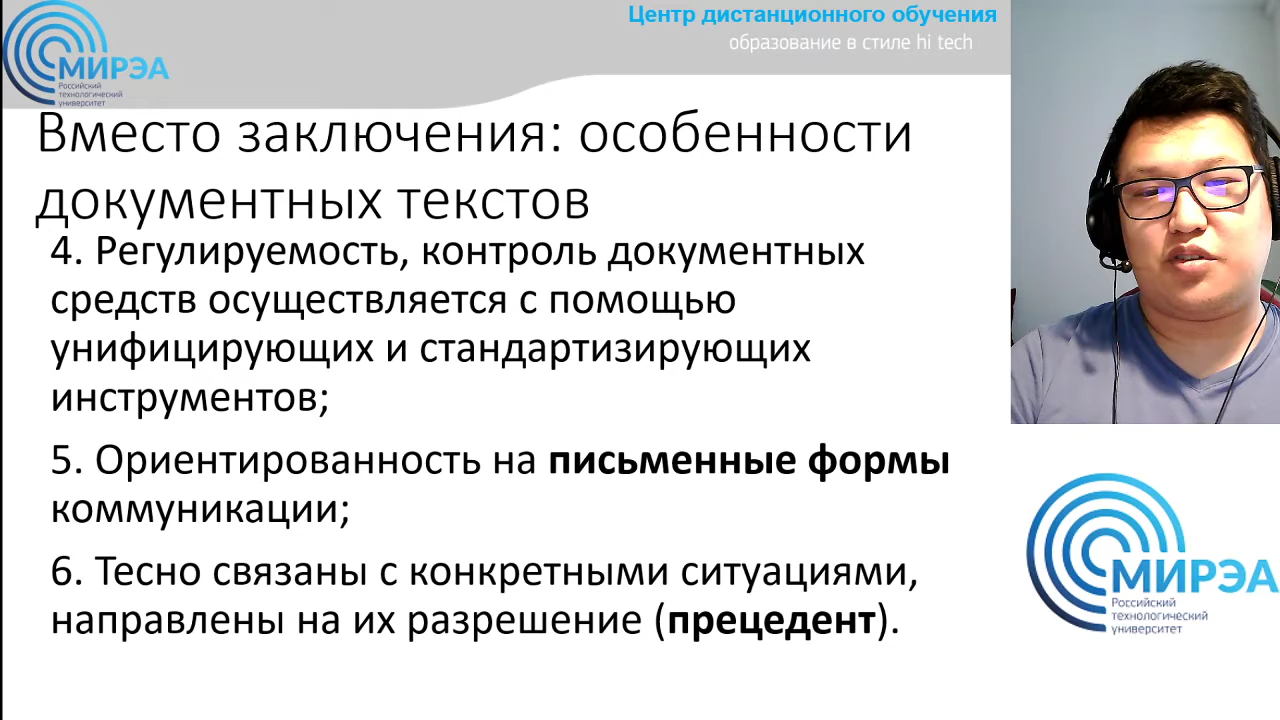 Центр дистанционного обучения
образование в стиле hi tech
МИРЭА
Российский
технологический
университет
Вместо заключения: особенности
документных текстов
4. Регулируемость, контроль документных
средств осуществляется с помощью
унифицирующих и стандартизирующих
инструментов;
5. Ориентированность на письменные формы
коммуникации;
6. Тесно связаны с конкретными ситуациями,
направлены на их разрешение (прецедент).
МИРЭА
Российский
технологический
университет